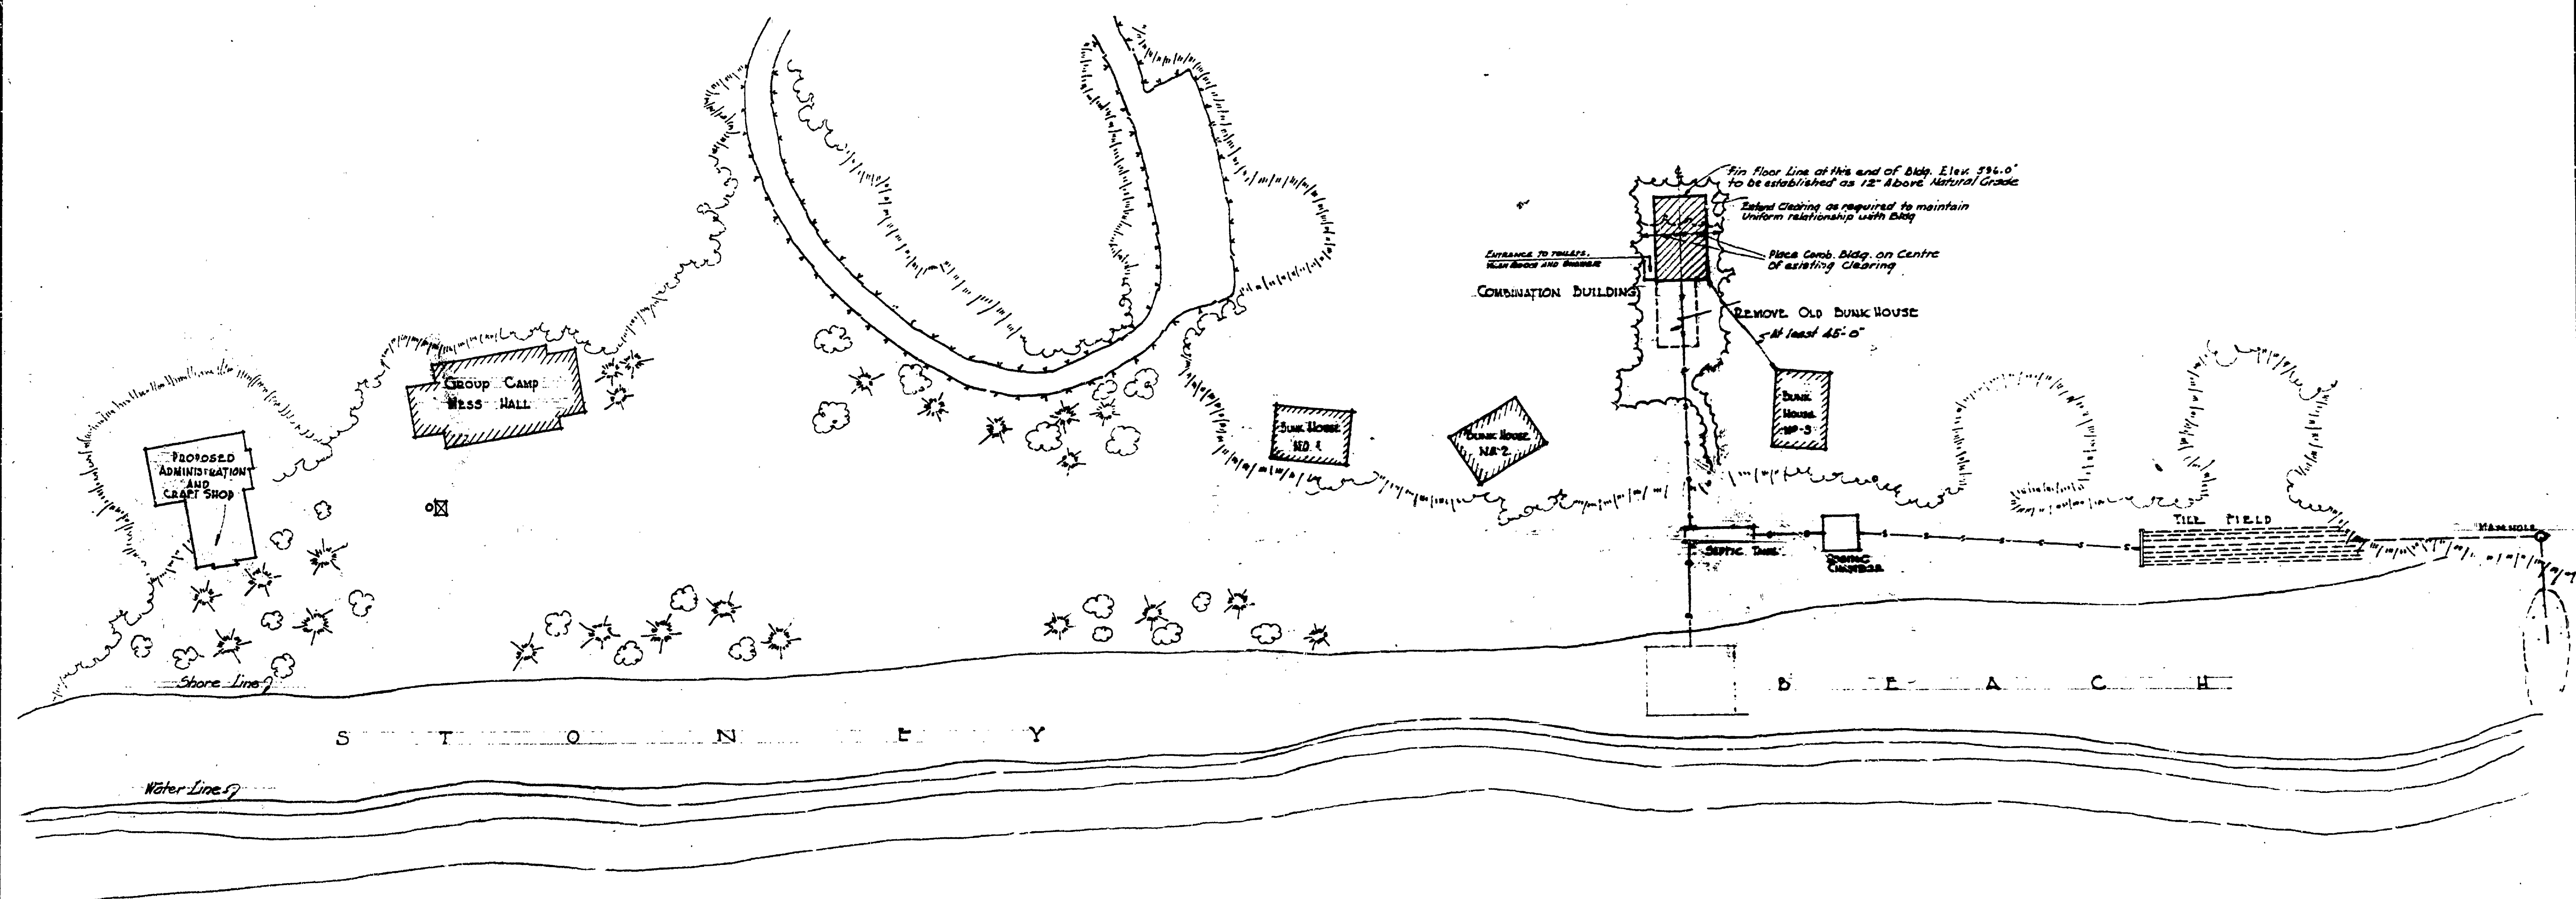 Fin Floor Line at this end of Bldg. Elev. 596.0'
to be established as 12" Above Natural Grade
Extend Clearing as required to maintain
Uniform relationship with Bldg
Place Comb. Bldg. on Centre
of existing Clearing
ENTRANCE TO TOILETS,
WASH ROOM AND SHOWER
COMBINATION BUILDING
REMOVE OLD BUNK HOUSE
At least 45'-0"
GROUP CAMP
MESS HALL
PROPOSED
ADMINISTRATION
AND
CRAFT SHOP
BUNK HOUSE
NO. 1
BUNK HOUSE
NO. 2
BUNK
HOUSE
NO-3
SEPTIC TANK
DOSING
CHAMBER
TILE FIELD
MANHOLE
Shore Line
BEACH
STONEY
Water Line